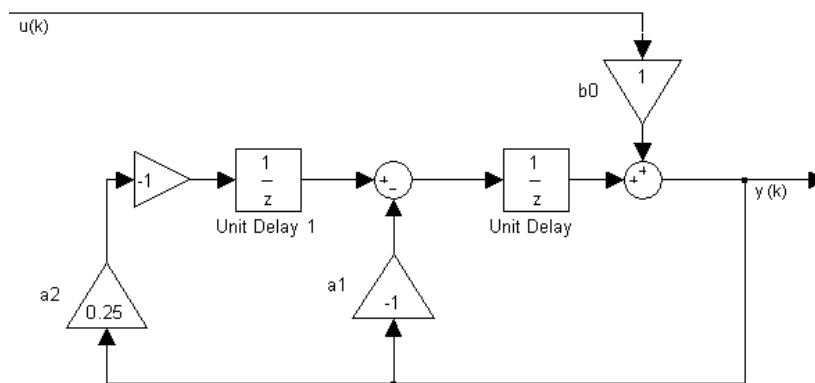 u(k)
1
b0
-1
1
z
+
-
1
z
+
+
y (k)
Unit Delay 1
Unit Delay
a2
0.25
a1
-1